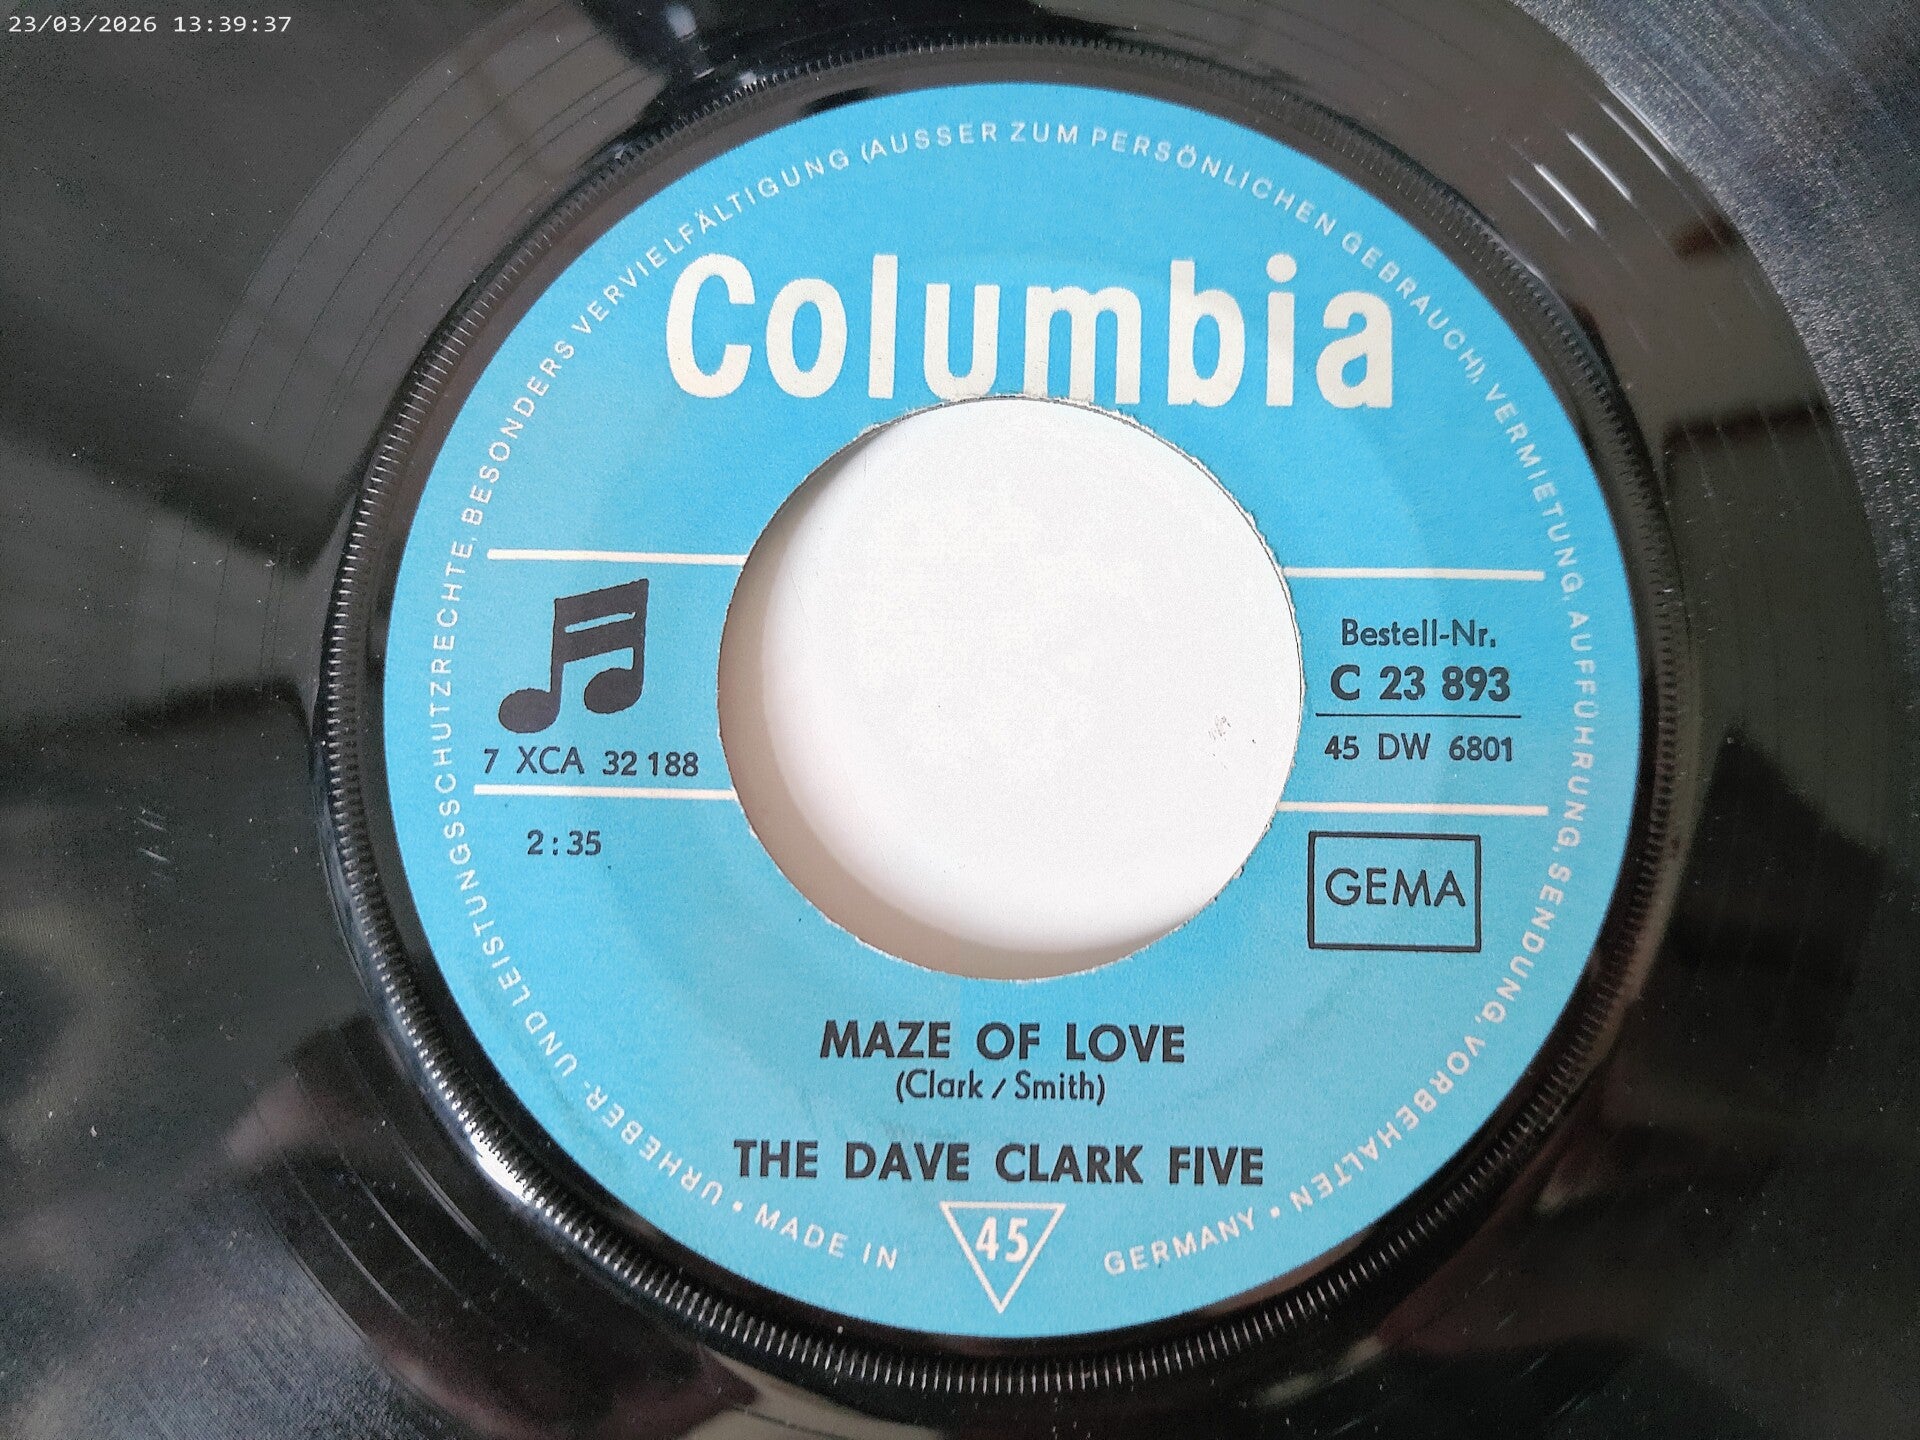 23/03/2026 13:39:37
URHEBER- UND LEISTUNGSSCHUTZRECHTE, BESONDERS VERVIELFÄLTIGUNG (AUSSER ZUM PERSÖNLICHEN GEBRAUCH), VERMIETUNG, AUFFÜHRUNG, SENDUNG, VORBEHALTEN •
Columbia
7 XCA 32 188
Bestell-Nr.
C 23 893
45 DW 6801
2:35
GEMA
MAZE OF LOVE
(Clark / Smith)
THE DAVE CLARK FIVE
• MADE IN GERMANY
45